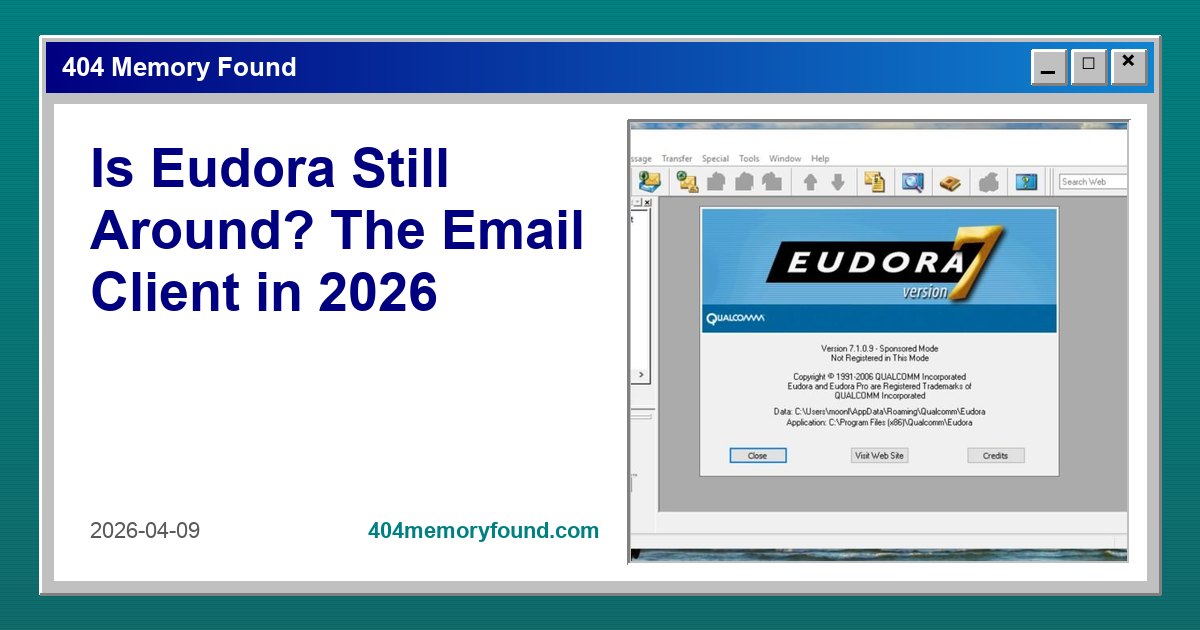 404 Memory Found
Is Eudora Still
Around? The Email
Client in 2026
2026-04-09
404memoryfound.com
ssage Transfer Special Tools Window Help
Search Web
EUDORA 7
version
QUALCOMM
Version 7.1.0.9 - Sponsored Mode
Not Registered in This Mode
Copyright © 1991-2006 QUALCOMM Incorporated
Eudora and Eudora Pro are Registered Trademarks of
QUALCOMM Incorporated
Data: C:\Users\moonl\AppData\Roaming\Qualcomm\Eudora
Application: C:\Program Files (x86)\Qualcomm\Eudora
Close Visit Web Site Credits